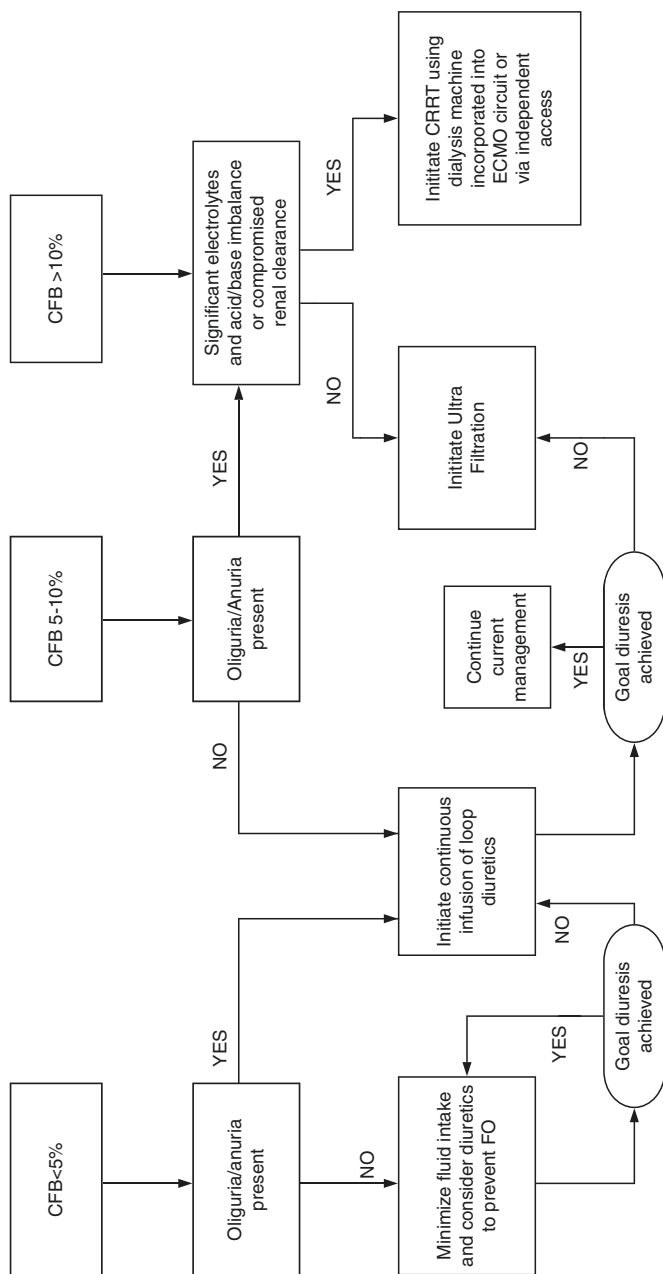 CFB<5%
CFB 5-10%
CFB >10%
Oliguria/anuria
present
Oliguria/Anuria
present
Significant electrolytes
and acid/base imbalance
or compromised
renal clearance
YES
NO
NO
YES
NO
YES
Minimize fluid intake
and consider diuretics
to prevent FO
Initiate continuous
infusion of loop
diuretics
Inititate Ultra
Filtration
Inititate CRRT using
dialysis machine
incorporated into
ECMO circuit or
via independent
access
Continue
current
management
YES
NO
YES
NO
Goal diuresis
achieved
Goal diuresis
achieved